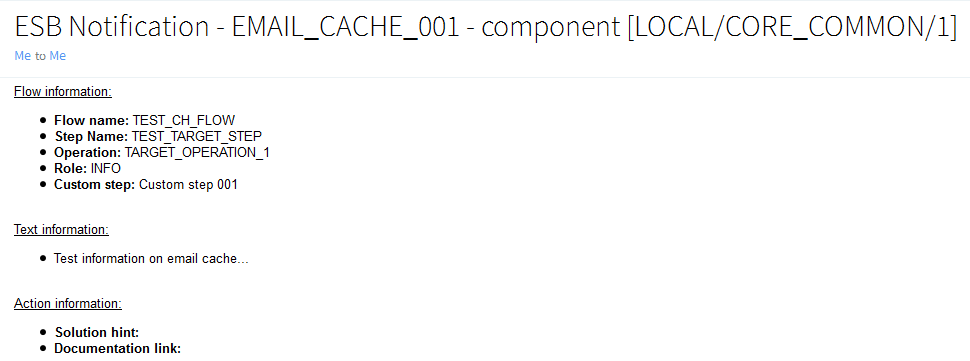 ESB Notification - EMAIL_CACHE_001 - component [LOCAL/CORE_COMMON/1]
Me to Me
Flow information:
Flow name: TEST_CH_FLOW
Step Name: TEST_TARGET_STEP
Operation: TARGET_OPERATION_1
Role: INFO
Custom step: Custom step 001
Text information:
Test information on email cache...
Action information:
Solution hint:
Documentation link: